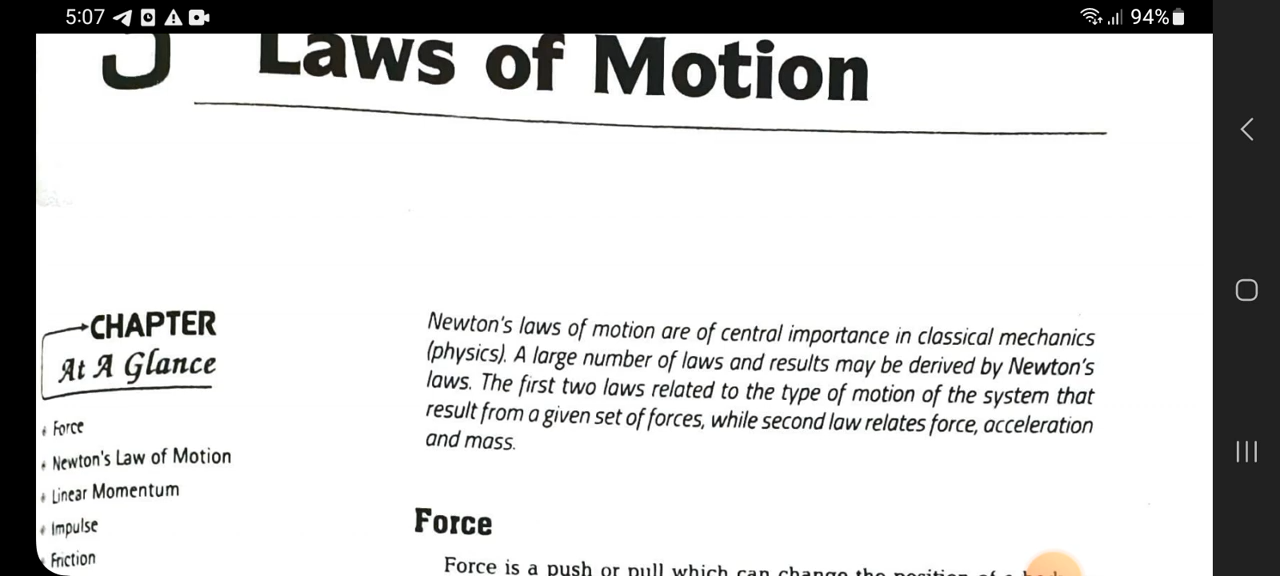 5:07
94%
Laws of Motion
CHAPTER
At A Glance
Force
Newton's Law of Motion
Linear Momentum
Impulse
Friction
Newton's laws of motion are of central importance in classical mechanics
(physics). A large number of laws and results may be derived by Newton's
laws. The first two laws related to the type of motion of the system that
result from a given set of forces, while second law relates force, acceleration
and mass.
Force
Force is a push or pull which can change the position of a